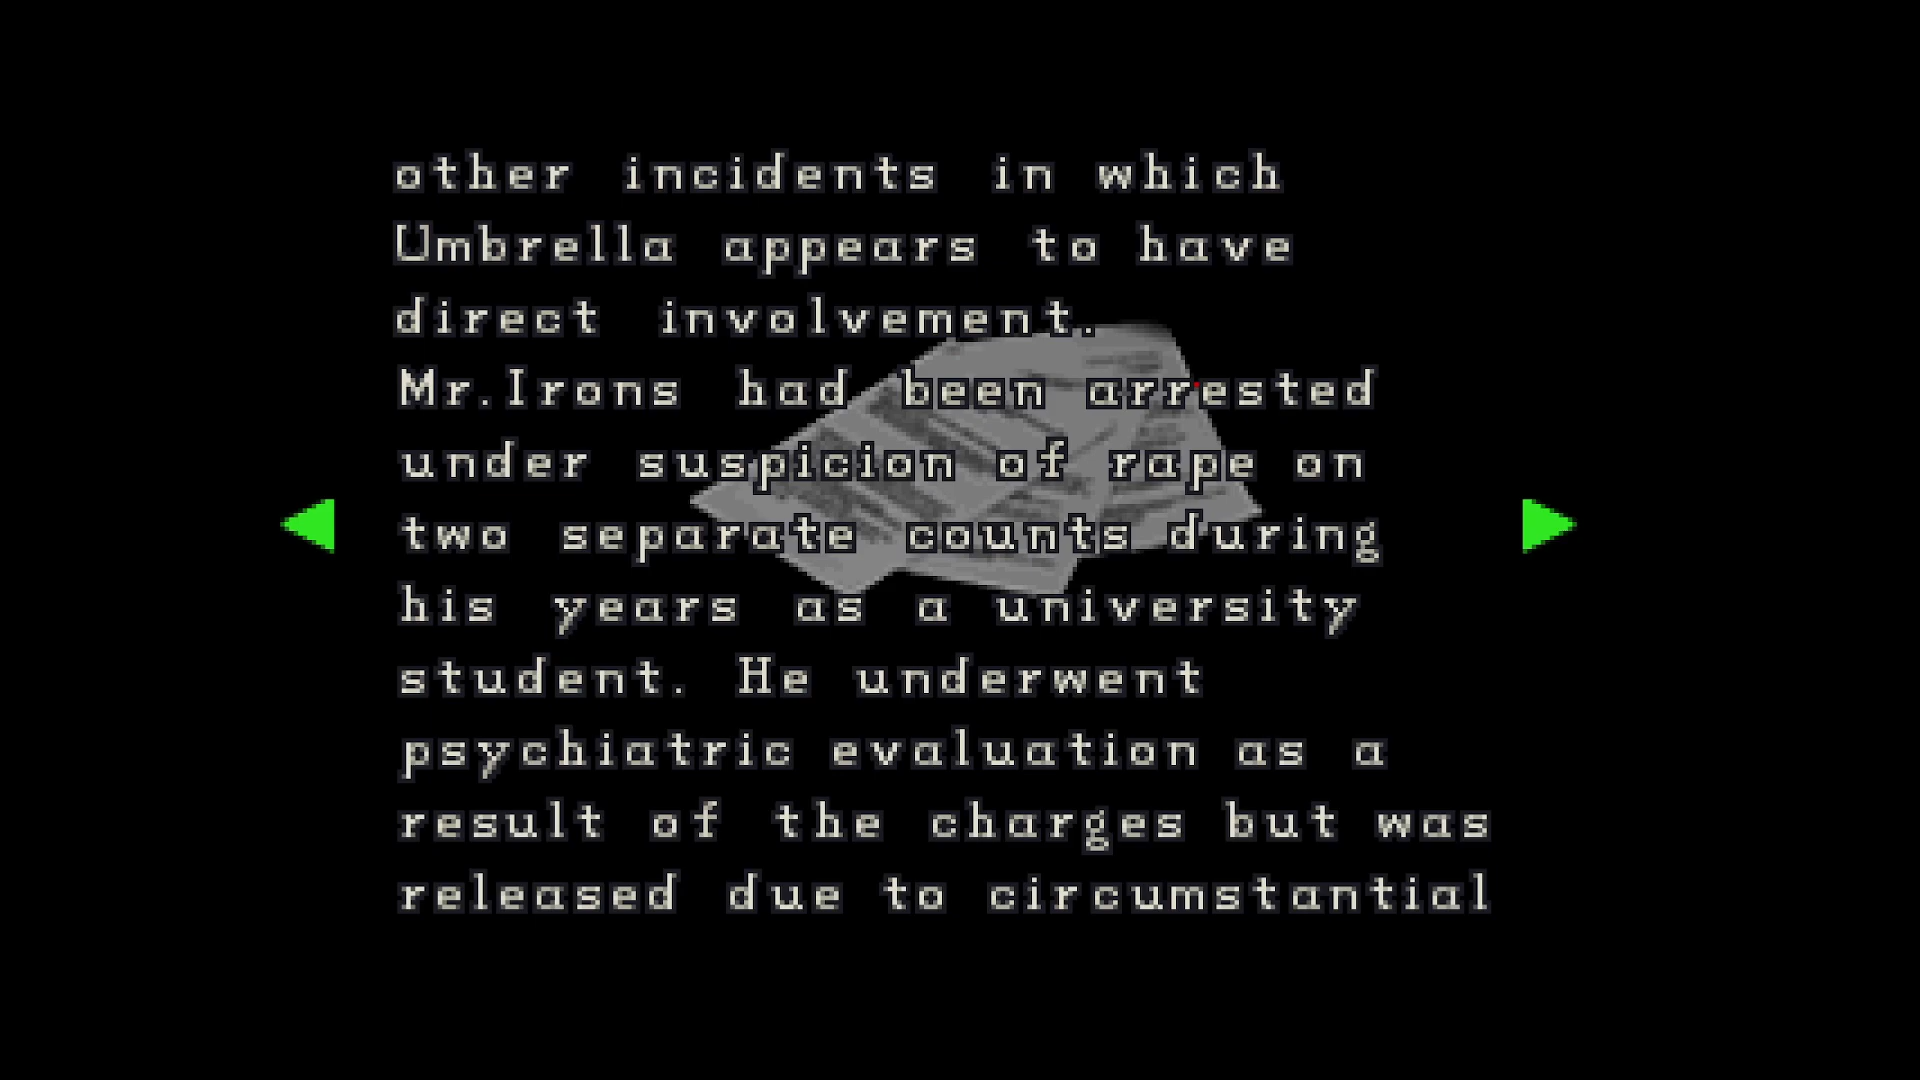 other incidents in which
Umbrella appears to have
direct involvement.
Mr.Irons had been arrested
under suspicion of rape on
two separate counts during
his years as a university
student. He underwent
psychiatric evaluation as a
result of the charges but was
released due to circumstantial